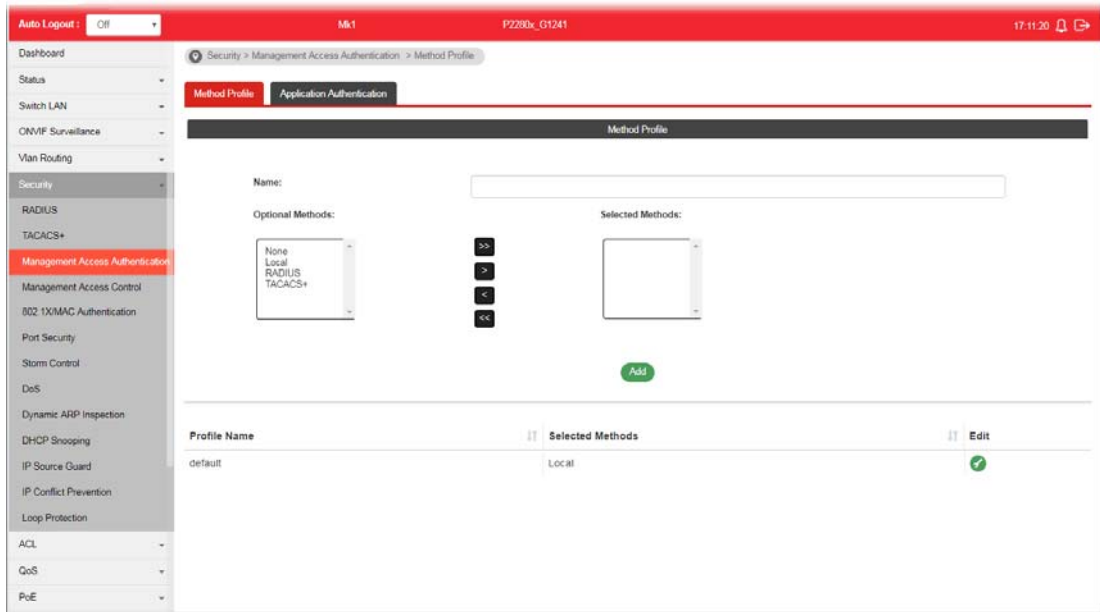 Auto Logout : Off Mk1 P2280x_G1241 17:11:20
Dashboard
Status
Switch LAN
ONVIF Surveillance
Vlan Routing
Security
RADIUS
TACACS+
Management Access Authentication
Management Access Control
802.1X/MAC Authentication
Port Security
Storm Control
DoS
Dynamic ARP Inspection
DHCP Snooping
IP Source Guard
IP Conflict Prevention
Loop Protection
ACL
QoS
PoE
Security > Management Access Authentication > Method Profile
Method Profile Application Authentication
Method Profile
Name:
Optional Methods: Selected Methods:
None
Local
RADIUS
TACACS+
>>
>
<
<<
Add
Profile Name Selected Methods Edit
default Local